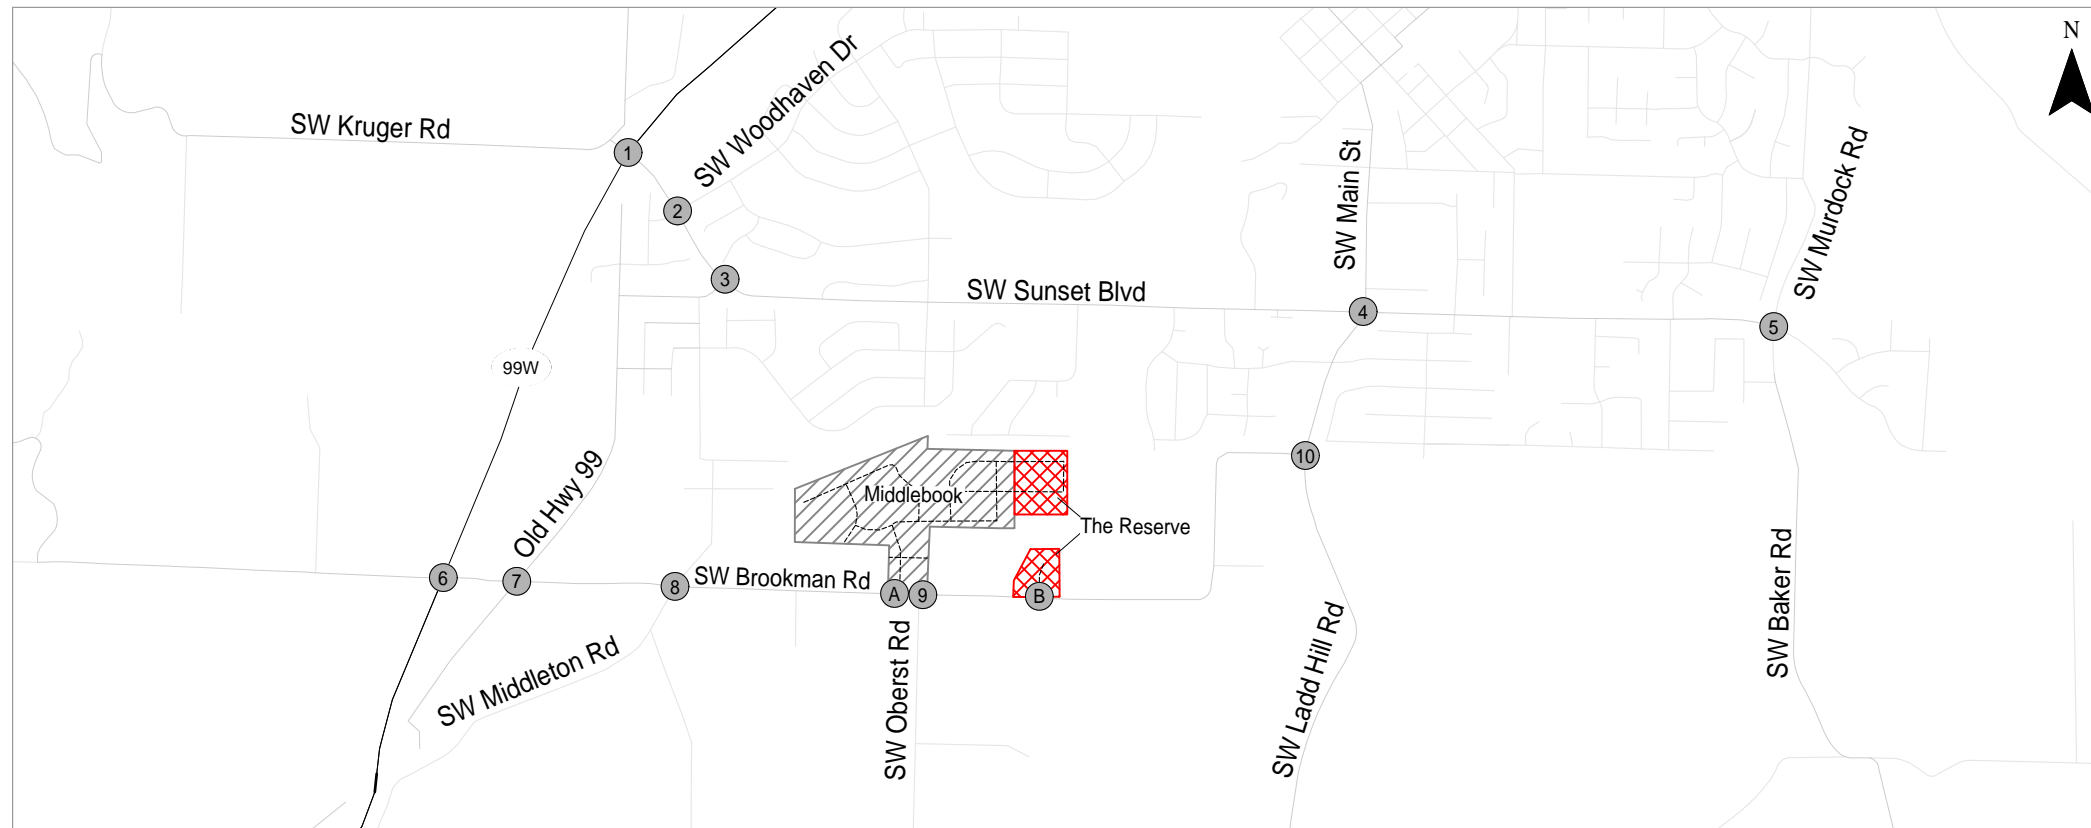 N
SW Woodhaven Dr
SW Kruger Rd
1
2
SW Main St
SW Murdock Rd
3
SW Sunset Blvd
4
5
99W
Old Hwy 99
10
Middlebook
The Reserve
6
7
8
SW Brookman Rd
A
9
B
SW Middleton Rd
SW Oberst Rd
SW Ladd Hill Rd
SW Baker Rd